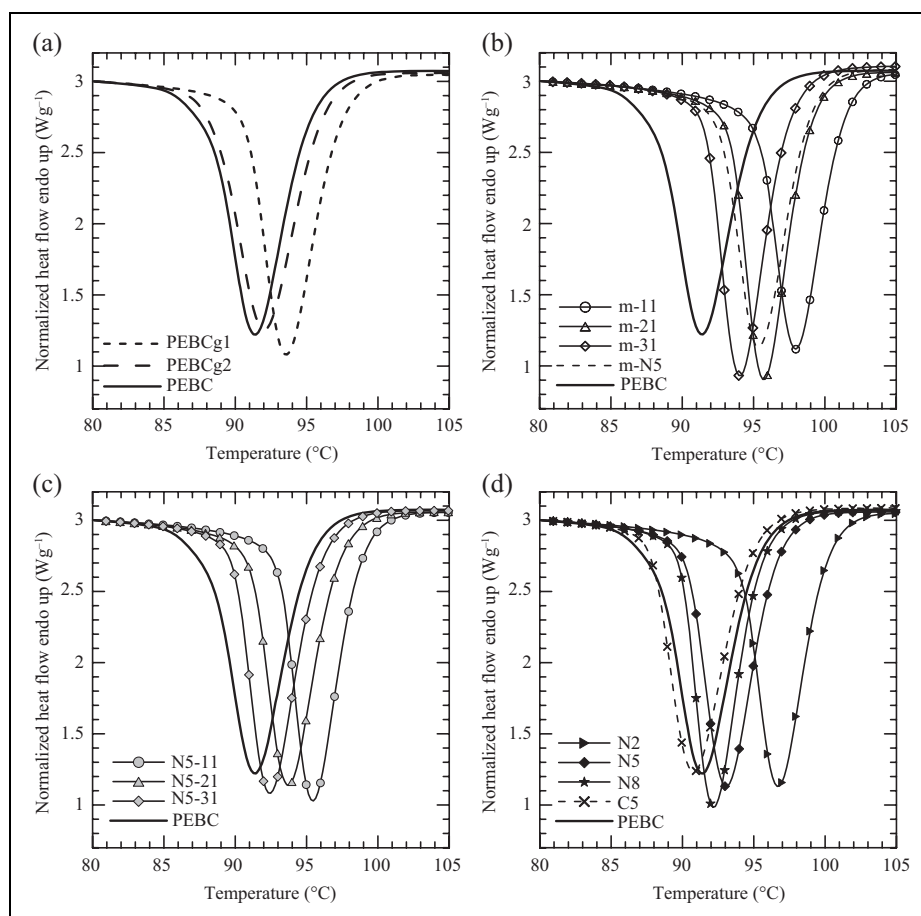 (a)
Normalized heat flow endo up (Wg⁻¹)
3
2.5
2
1.5
1
PEBCg1
PEBCg2
PEBC
80 85 90 95 100 105
Temperature (°C)
(b)
Normalized heat flow endo up (Wg⁻¹)
3
2.5
2
1.5
1
m-11
m-21
m-31
m-N5
PEBC
80 85 90 95 100 105
Temperature (°C)
(c)
Normalized heat flow endo up (Wg⁻¹)
3
2.5
2
1.5
1
N5-11
N5-21
N5-31
PEBC
80 85 90 95 100 105
Temperature (°C)
(d)
Normalized heat flow endo up (Wg⁻¹)
3
2.5
2
1.5
1
N2
N5
N8
C5
PEBC
80 85 90 95 100 105
Temperature (°C)